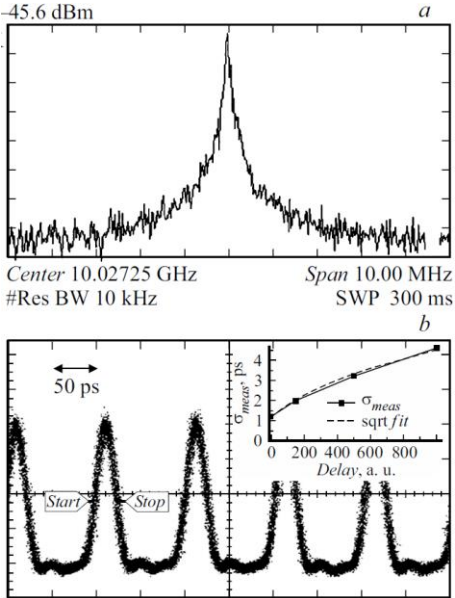 –45.6 dBm a
Center 10.02725 GHz Span 10.00 MHz
#Res BW 10 kHz SWP 300 ms
b
50 ps
σmeas, ps
4
3
2
1
0
σmeas
sqrt fit
0 200 400 600 800
Delay, a. u.
Start Stop